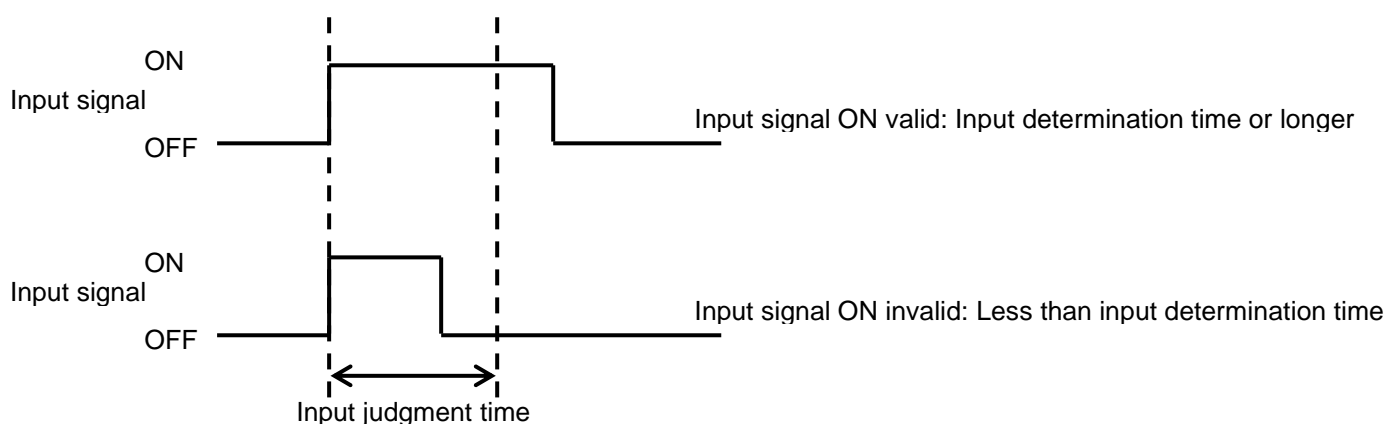 ON
Input signal
OFF
Input signal ON valid: Input determination time or longer
ON
Input signal
OFF
Input signal ON invalid: Less than input determination time
Input judgment time